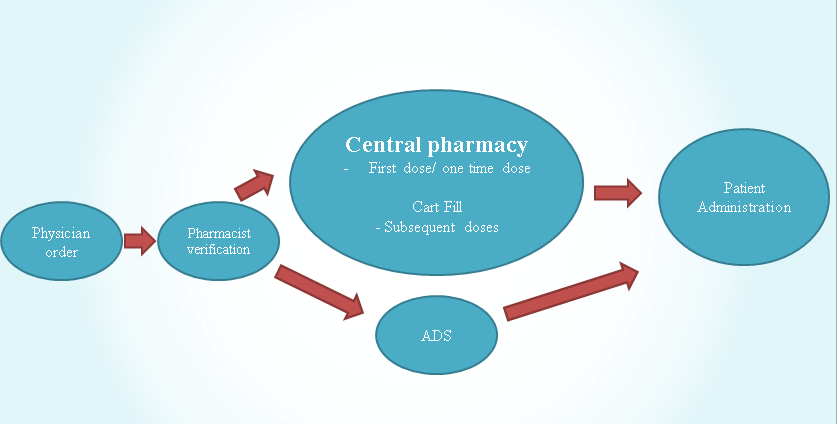 Physician
order
Pharmacist
verification
Central pharmacy
- First dose/ one time dose
Cart Fill
- Subsequent doses
ADS
Patient
Administration